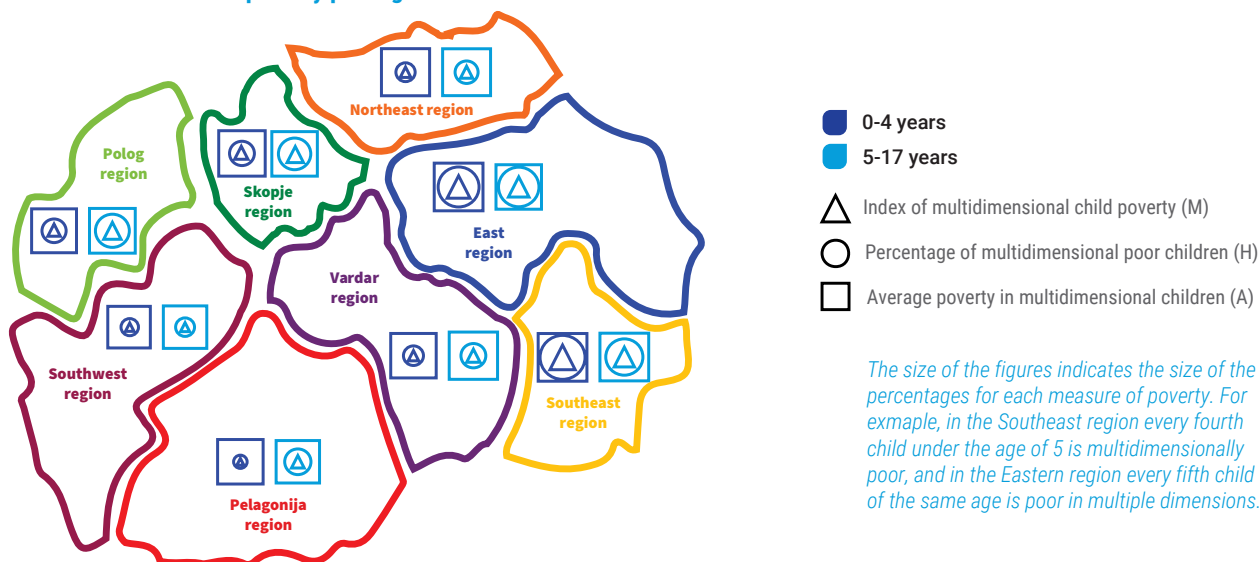 Northeast region
Polog
region
Skopje
region
East
region
Vardar
region
Southwest
region
Southeast
region
Pelagonija
region
0-4 years
5-17 years
Index of multidimensional child poverty (M)
Percentage of multidimensional poor children (H)
Average poverty in multidimensional children (A)
The size of the figures indicates the size of the
percentages for each measure of poverty. For
exmaple, in the Southeast region every fourth
child under the age of 5 is multidimensionally
poor, and in the Eastern region every fifth child
of the same age is poor in multiple dimensions.